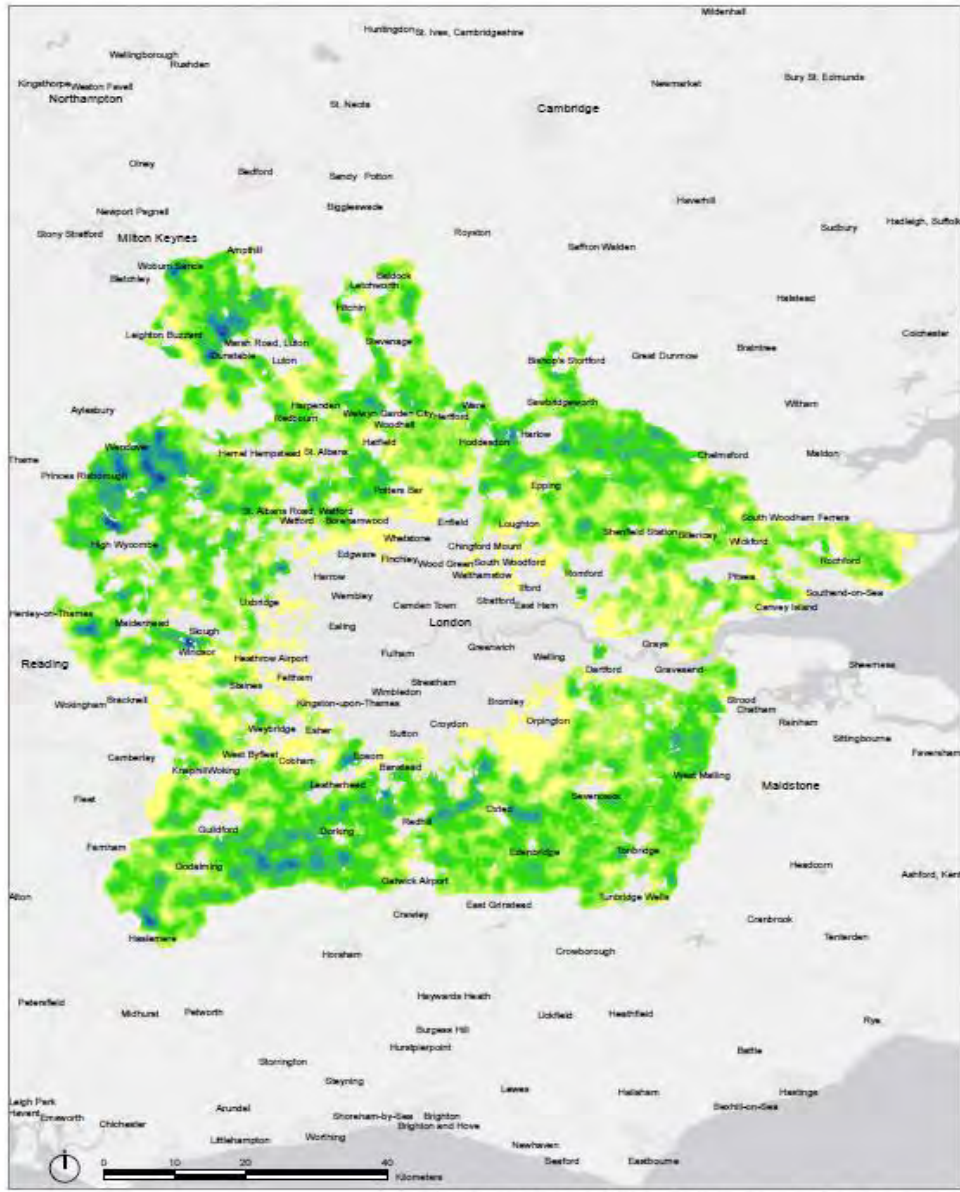 Mildenhall
Huntingdon St. Ives, Cambridgeshire
Wellingborough
Rushden
Kingsthorpe Weston Favell
Newmarket
Bury St. Edmunds
Northampton
St. Neots
Cambridge
Olney
Bedford
Sandy Potton
Haverhill
Newport Pagnell
Biggleswade
Hadleigh, Suffolk
Stony Stratford
Milton Keynes
Royston
Saffron Walden
Sudbury
Ampthill
Woburn Sands
Bletchley
Baldock
Letchworth
Hitchin
Halstead
Leighton Buzzard
Marsh Road, Luton
Stevenage
Colchester
Dunstable
Luton
Bishop's Stortford
Great Dunmow
Braintree
Aylesbury
Harpenden
Redbourn
Welwyn Garden City
Woodhall
Hertford
Ware
Sawbridgeworth
Witham
Wendover
Hemel Hempstead
St. Albans
Hatfield
Hoddesdon
Harlow
Chelmsford
Maldon
Thame
Princes Risborough
Potters Bar
Epping
St. Albans Road, Watford
Watford
Borehamwood
Enfield
Loughton
South Woodham Ferrers
High Wycombe
Whetstone
Chingford Mount
Shenfield Station
Billericay
Wickford
Edgware
Finchley
Wood Green
South Woodford
Walthamstow
Romford
Pitsea
Rochford
Harrow
Wembley
Ilford
Southend-on-Sea
Uxbridge
Camden Town
Stratford
East Ham
Canvey Island
Henley-on-Thames
Maidenhead
Slough
Ealing
London
Windsor
Fulham
Greenwich
Welling
Grays
Reading
Heathrow Airport
Dartford
Gravesend
Sheerness
Feltham
Staines
Streatham
Wimbledon
Wokingham
Bracknell
Kingston-upon-Thames
Bromley
Strood
Chatham
Orpington
Rainham
Weybridge
Esher
Sutton
Croydon
Sittingbourne
Camberley
West Byfleet
Cobham
Epsom
Banstead
Faversham
Knaphill Woking
Leatherhead
West Malling
Maidstone
Fleet
Sevenoaks
Oxted
Guildford
Dorking
Redhill
Farnham
Edenbridge
Tonbridge
Godalming
Headcorn
Gatwick Airport
Ashford, Kent
Alton
Tunbridge Wells
East Grinstead
Crawley
Cranbrook
Haslemere
Tenterden
Horsham
Crowborough
Petersfield
Midhurst
Petworth
Haywards Heath
Uckfield
Heathfield
Rye
Burgess Hill
Hurstpierpoint
Storrington
Battle
Steyning
Lewes
Hailsham
Hastings
Leigh Park
Havant
Emsworth
Arundel
Bexhill-on-Sea
Chichester
Shoreham-by-Sea
Brighton
Brighton and Hove
Littlehampton
Worthing
Newhaven
Seaford
Eastbourne
0 10 20 40
Kilometers